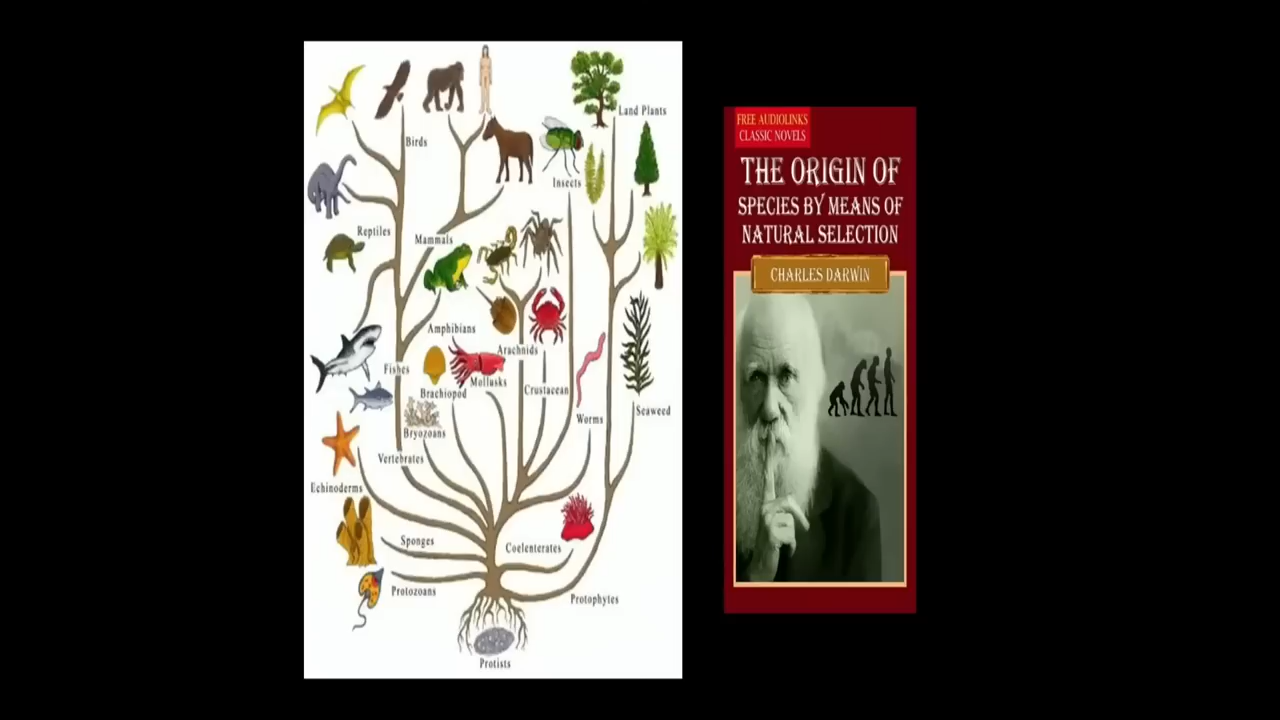 Land Plants
Birds
Insects
Reptiles
Mammals
Amphibians
Arachnids
Fishes
Mollusks
Brachiopod
Crustacean
Seaweed
Worms
Bryozoans
Vertebrates
Echinoderms
Sponges
Coelenterates
Protozoans
Protophytes
Protists
FREE AUDIOLINKS
CLASSIC NOVELS
THE ORIGIN OF
SPECIES BY MEANS OF
NATURAL SELECTION
CHARLES DARWIN